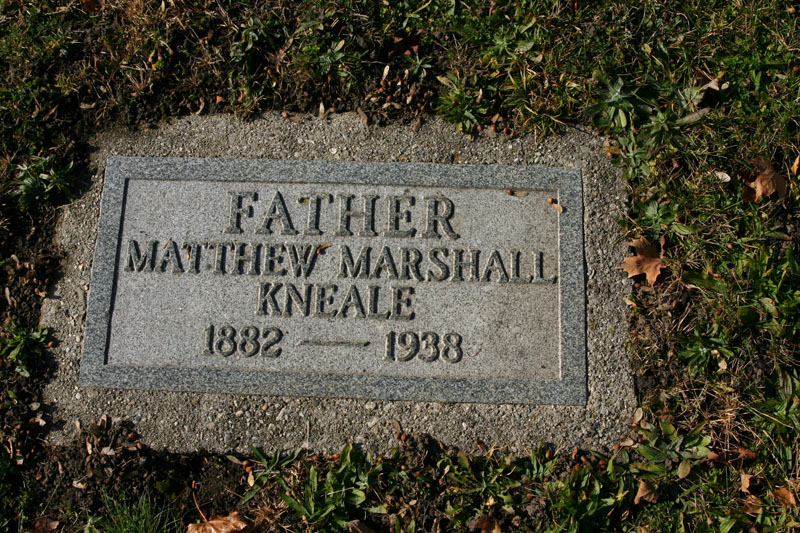 FATHER
MATTHEW MARSHALL
KNEALE
1882 — 1938